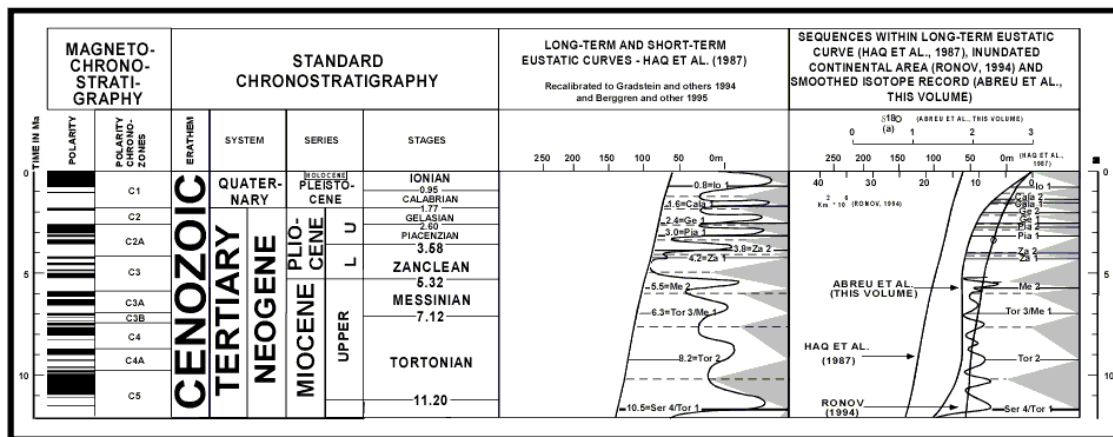 MAGNETO-
CHRONO-
STRATI-
GRAPHY
STANDARD
CHRONOSTRATIGRAPHY
LONG-TERM AND SHORT-TERM
EUSTATIC CURVES - HAQ ET AL. (1987)
Recalibrated to Gradstein and others 1994
and Berggren and other 1995
SEQUENCES WITHIN LONG-TERM EUSTATIC
CURVE (HAQ ET AL., 1987), INUNDATED
CONTINENTAL AREA (RONOV, 1994) AND
SMOOTHED ISOTOPE RECORD (ABREU ET AL.,
THIS VOLUME)
TIME IN Ma
POLARITY
POLARITY
CHRONO-
ZONES
ERATHEM
SYSTEM
SERIES
STAGES
250 200 150 100 50 0m
δ18O (ABREU ET AL., THIS VOLUME)
(a)
0 1 2 3
250 200 150 100 50 0m (HAQ ET AL., 1987)
40 30 20 10 0
Km² * 10⁶ (RONOV, 1994)
0
5
10
C1
C2
C2A
C3
C3A
C3B
C4
C4A
C5
CENOZOIC
QUATER-
NARY
TERTIARY
NEOGENE
HOLOCENE
PLEISTO-
CENE
PLIO-
CENE
U
L
MIOCENE
UPPER
IONIAN
0.95
CALABRIAN
1.77
GELASIAN
2.60
PIACENZIAN
3.58
ZANCLEAN
5.32
MESSINIAN
7.12
TORTONIAN
11.20
0.8=Io 1
1.6=Cala 1
2.4=Ge 1
3.0=Pia 1
3.8=Za 2
4.2=Za 1
5.5=Me 2
6.3=Tor 3/Me 1
8.2=Tor 2
10.5=Ser 4/Tor 1
Io 1
Cala 2
Cala 1
Ge 2
Ge 1
Pia 2
Pia 1
Za 2
Za 1
Me 2
Tor 3/Me 1
Tor 2
Ser 4/Tor 1
ABREU ET AL.
(THIS VOLUME)
HAQ ET AL.
(1987)
RONOV
(1994)
0
5
10